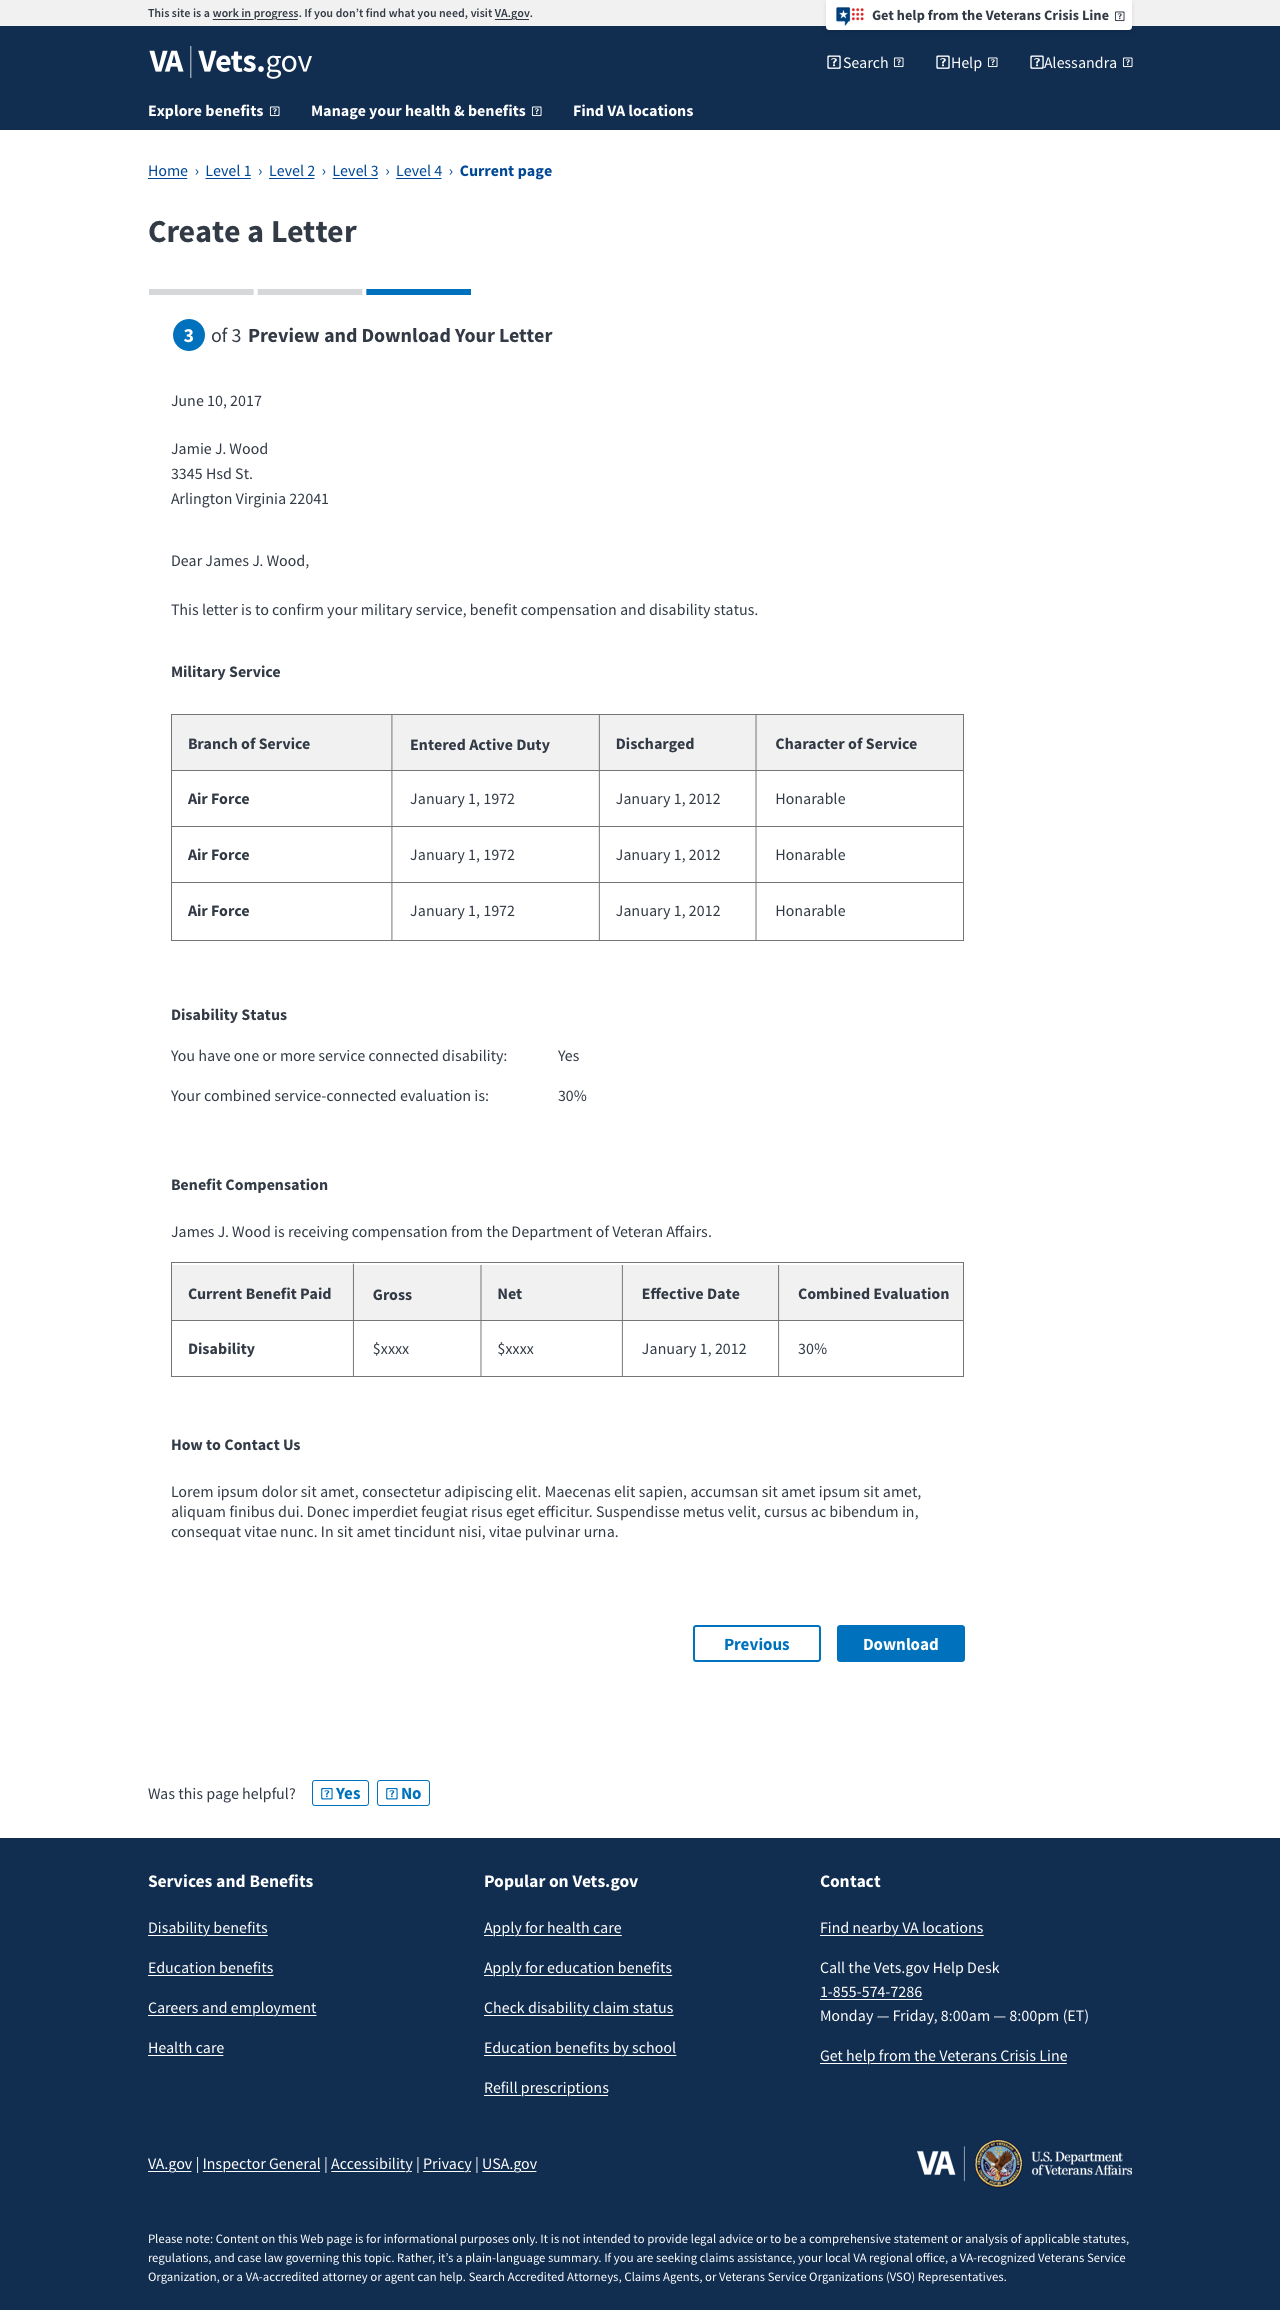 This site is a work in progress. If you don’t find what you need, visit VA.gov.
Get help from the Veterans Crisis Line
VA | Vets.gov
Search
Help
Alessandra
Explore benefits
Manage your health & benefits
Find VA locations
Home › Level 1 › Level 2 › Level 3 › Level 4 › Current page
Create a Letter
3 of 3 Preview and Download Your Letter
June 10, 2017
Jamie J. Wood
3345 Hsd St.
Arlington Virginia 22041
Dear James J. Wood,
This letter is to confirm your military service, benefit compensation and disability status.
Military Service
Branch of Service Entered Active Duty Discharged Character of Service
Air Force January 1, 1972 January 1, 2012 Honarable
Air Force January 1, 1972 January 1, 2012 Honarable
Air Force January 1, 1972 January 1, 2012 Honarable
Disability Status
You have one or more service connected disability: Yes
Your combined service-connected evaluation is: 30%
Benefit Compensation
James J. Wood is receiving compensation from the Department of Veteran Affairs.
Current Benefit Paid Gross Net Effective Date Combined Evaluation
Disability $xxxx $xxxx January 1, 2012 30%
How to Contact Us
Lorem ipsum dolor sit amet, consectetur adipiscing elit. Maecenas elit sapien, accumsan sit amet ipsum sit amet,
aliquam finibus dui. Donec imperdiet feugiat risus eget efficitur. Suspendisse metus velit, cursus ac bibendum in,
consequat vitae nunc. In sit amet tincidunt nisi, vitae pulvinar urna.
Previous
Download
Was this page helpful? Yes No
Services and Benefits
Disability benefits
Education benefits
Careers and employment
Health care
Popular on Vets.gov
Apply for health care
Apply for education benefits
Check disability claim status
Education benefits by school
Refill prescriptions
Contact
Find nearby VA locations
Call the Vets.gov Help Desk
1-855-574-7286
Monday — Friday, 8:00am — 8:00pm (ET)
Get help from the Veterans Crisis Line
VA.gov | Inspector General | Accessibility | Privacy | USA.gov
VA
U.S. Department
of Veterans Affairs
Please note: Content on this Web page is for informational purposes only. It is not intended to provide legal advice or to be a comprehensive statement or analysis of applicable statutes,
regulations, and case law governing this topic. Rather, it’s a plain-language summary. If you are seeking claims assistance, your local VA regional office, a VA-recognized Veterans Service
Organization, or a VA-accredited attorney or agent can help. Search Accredited Attorneys, Claims Agents, or Veterans Service Organizations (VSO) Representatives.